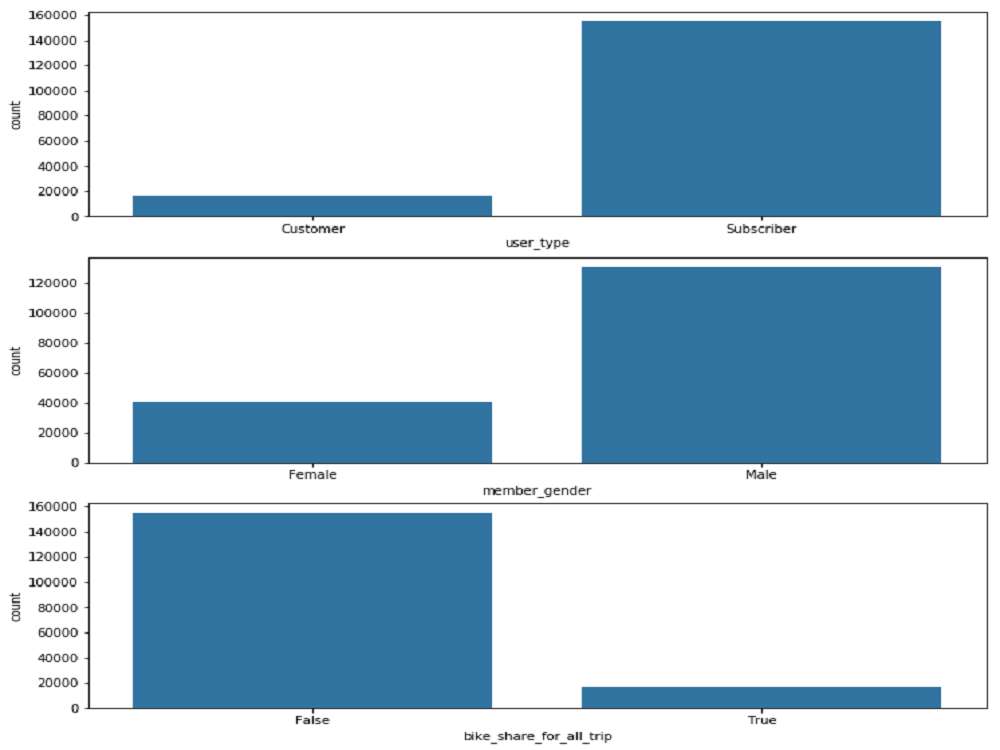 160000
140000
120000
100000
80000
60000
40000
20000
0
count
Customer Subscriber
user_type
120000
100000
80000
60000
40000
20000
0
count
Female Male
member_gender
160000
140000
120000
100000
80000
60000
40000
20000
0
count
False True
bike_share_for_all_trip